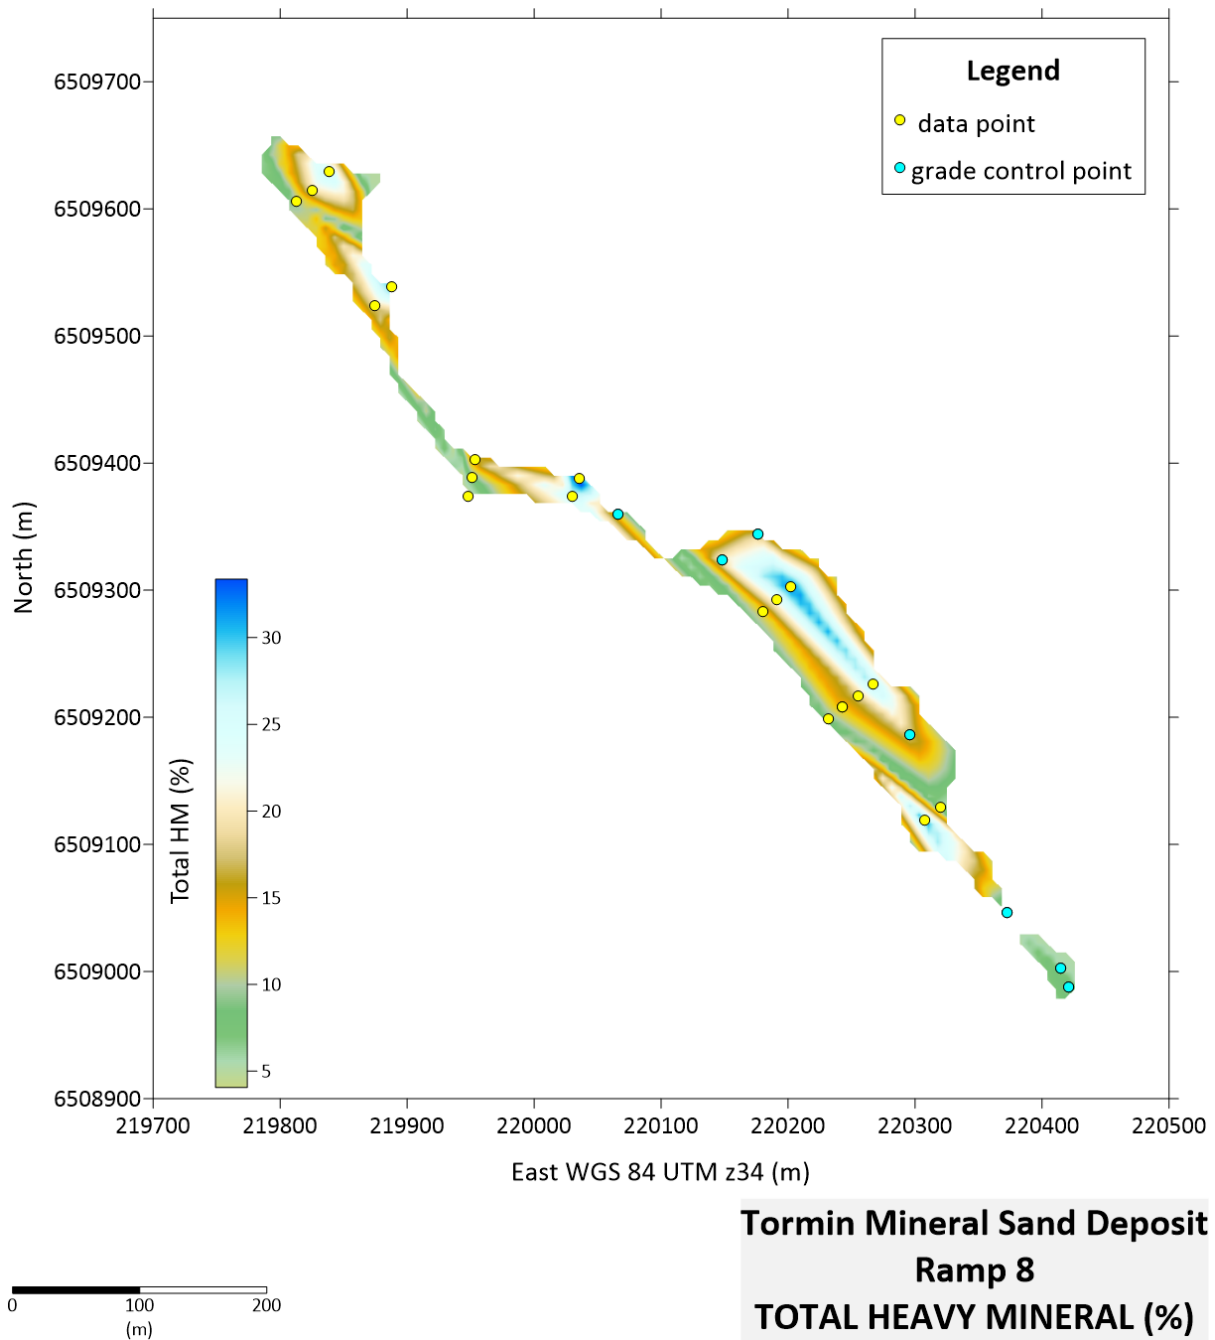 6509700
6509600
6509500
6509400
6509300
6509200
6509100
6509000
6508900
North (m)
Legend
data point
grade control point
30
25
20
15
10
5
Total HM (%)
219700
219800
219900
220000
220100
220200
220300
220400
220500
East WGS 84 UTM z34 (m)
0
100
200
(m)
Tormin Mineral Sand Deposit
Ramp 8
TOTAL HEAVY MINERAL (%)